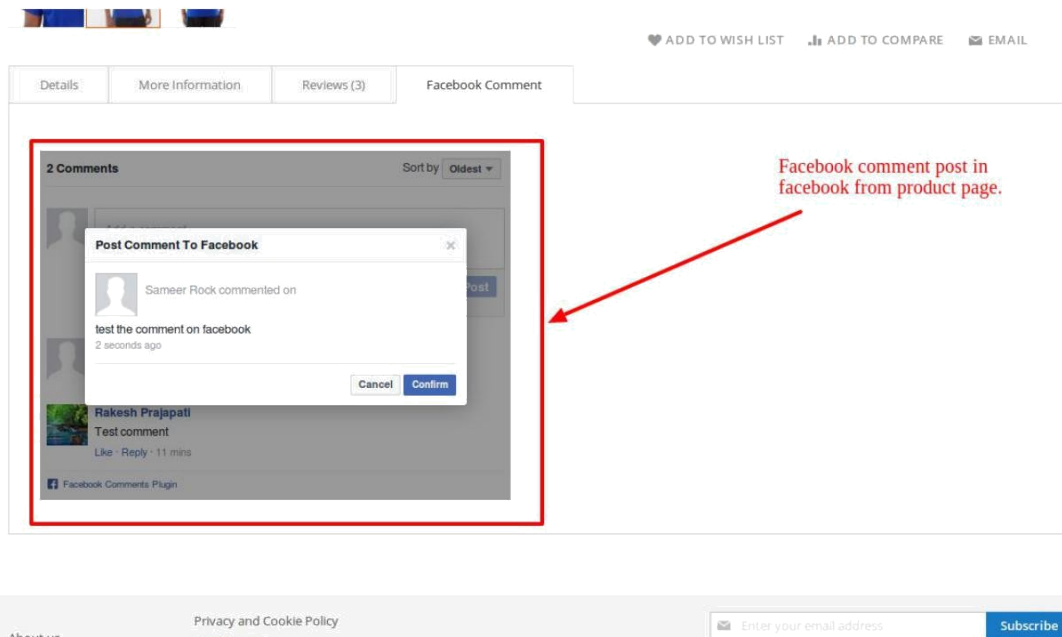 ADD TO WISH LIST ADD TO COMPARE EMAIL
Details More Information Reviews (3) Facebook Comment
2 Comments Sort by Oldest
Facebook comment post in
facebook from product page.
Post Comment To Facebook ×
Sameer Rock commented on
Post
test the comment on facebook
2 seconds ago
Cancel Confirm
Rakesh Prajapati
Test comment
Like · Reply · 11 mins
Facebook Comments Plugin
Privacy and Cookie Policy
Enter your email address Subscribe